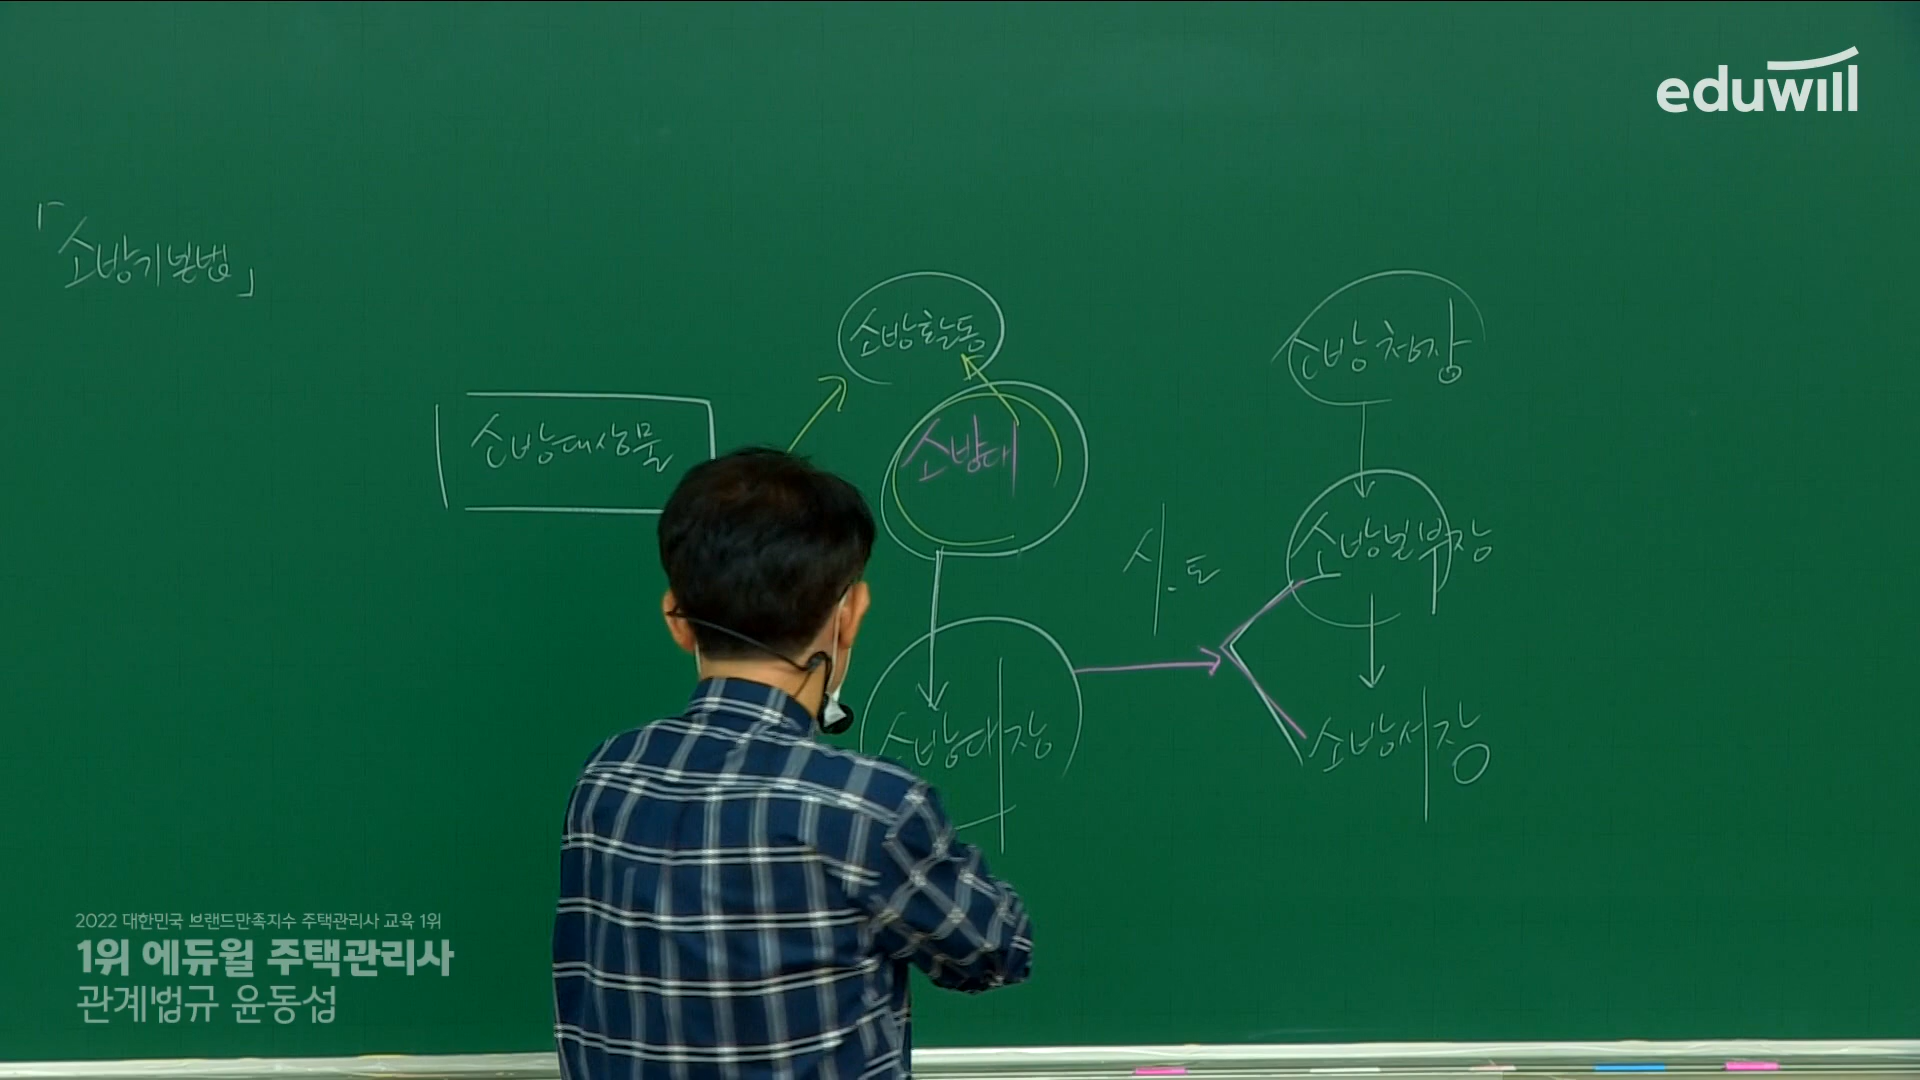 eduwill
「소방기본법」
소방활동
소방청장
소방대상물
소방대
소방본부장
시·도
소방대장
소방서장
2022 대한민국 브랜드만족지수 주택관리사 교육 1위
1위 에듀윌 주택관리사
관계법규 윤동섭